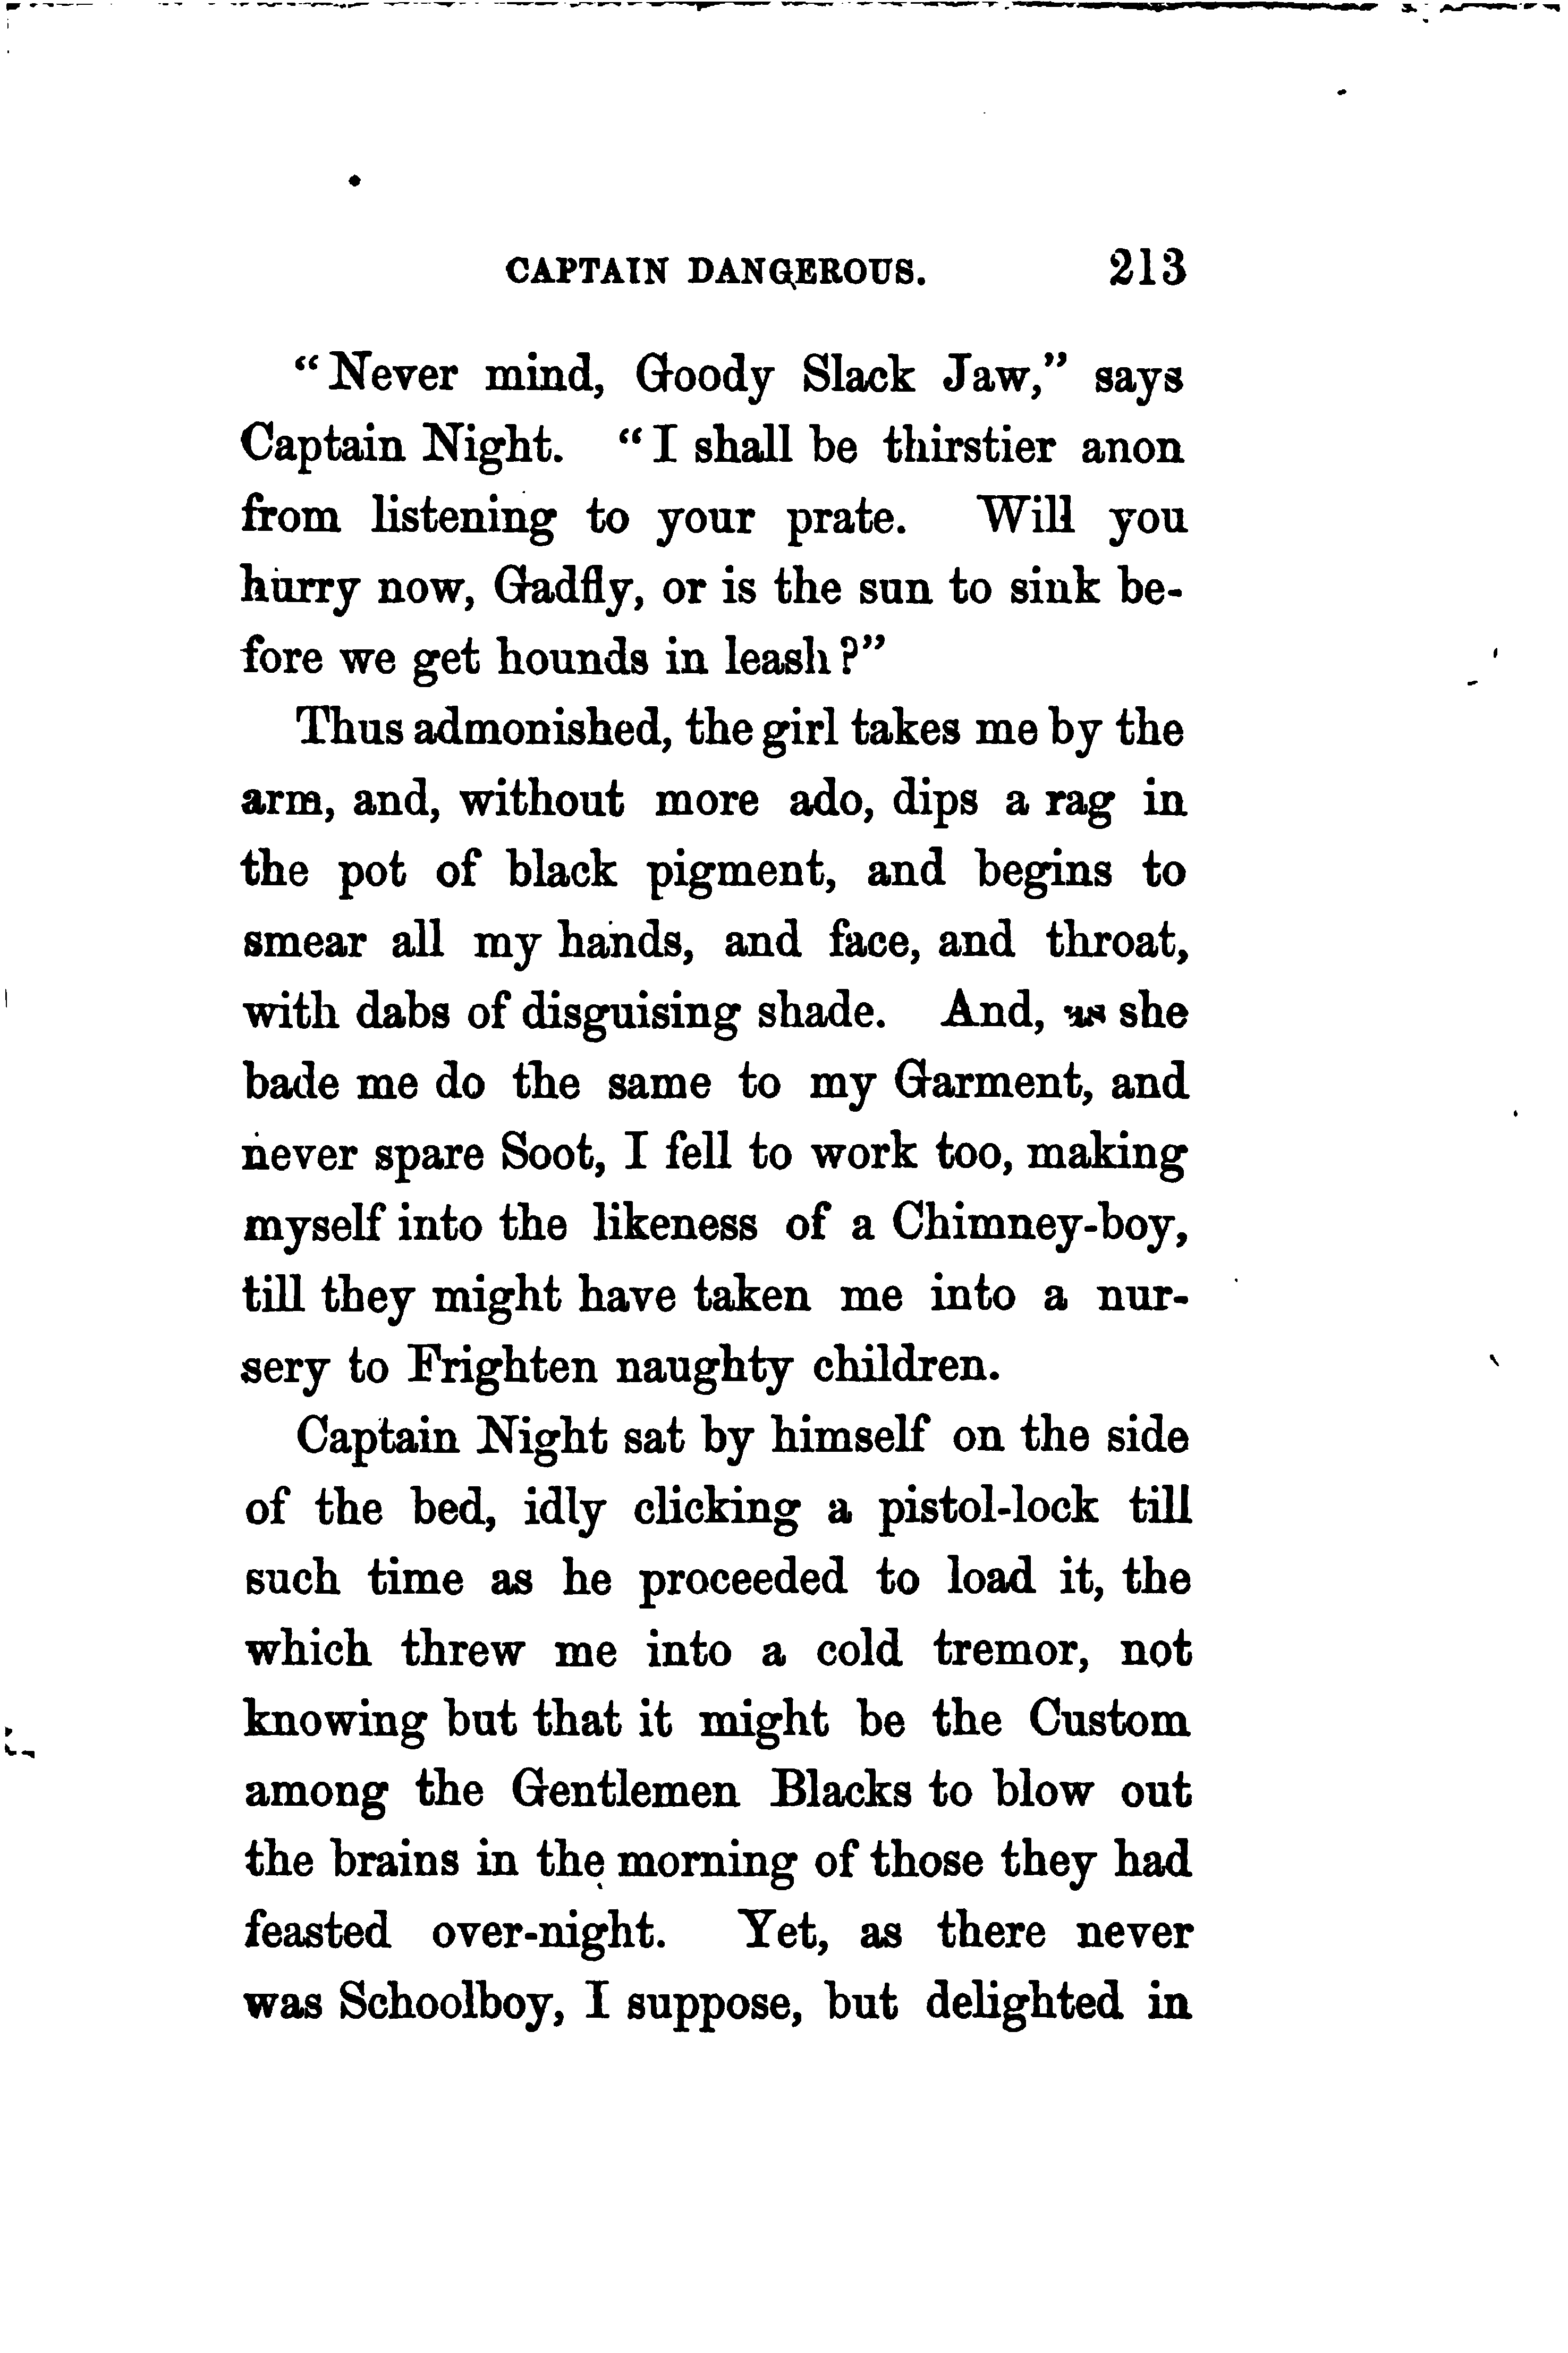 CAPTAIN DANGEROUS. 213
“Never mind, Goody Slack Jaw,” says
Captain Night. “I shall be thirstier anon
from listening to your prate. Will you
hurry now, Gadfly, or is the sun to sink be-
fore we get hounds in leash?”
Thus admonished, the girl takes me by the
arm, and, without more ado, dips a rag in
the pot of black pigment, and begins to
smear all my hands, and face, and throat,
with dabs of disguising shade. And, as she
bade me do the same to my Garment, and
never spare Soot, I fell to work too, making
myself into the likeness of a Chimney-boy,
till they might have taken me into a nur-
sery to Frighten naughty children.
Captain Night sat by himself on the side
of the bed, idly clicking a pistol-lock till
such time as he proceeded to load it, the
which threw me into a cold tremor, not
knowing but that it might be the Custom
among the Gentlemen Blacks to blow out
the brains in the morning of those they had
feasted over-night. Yet, as there never
was Schoolboy, I suppose, but delighted in